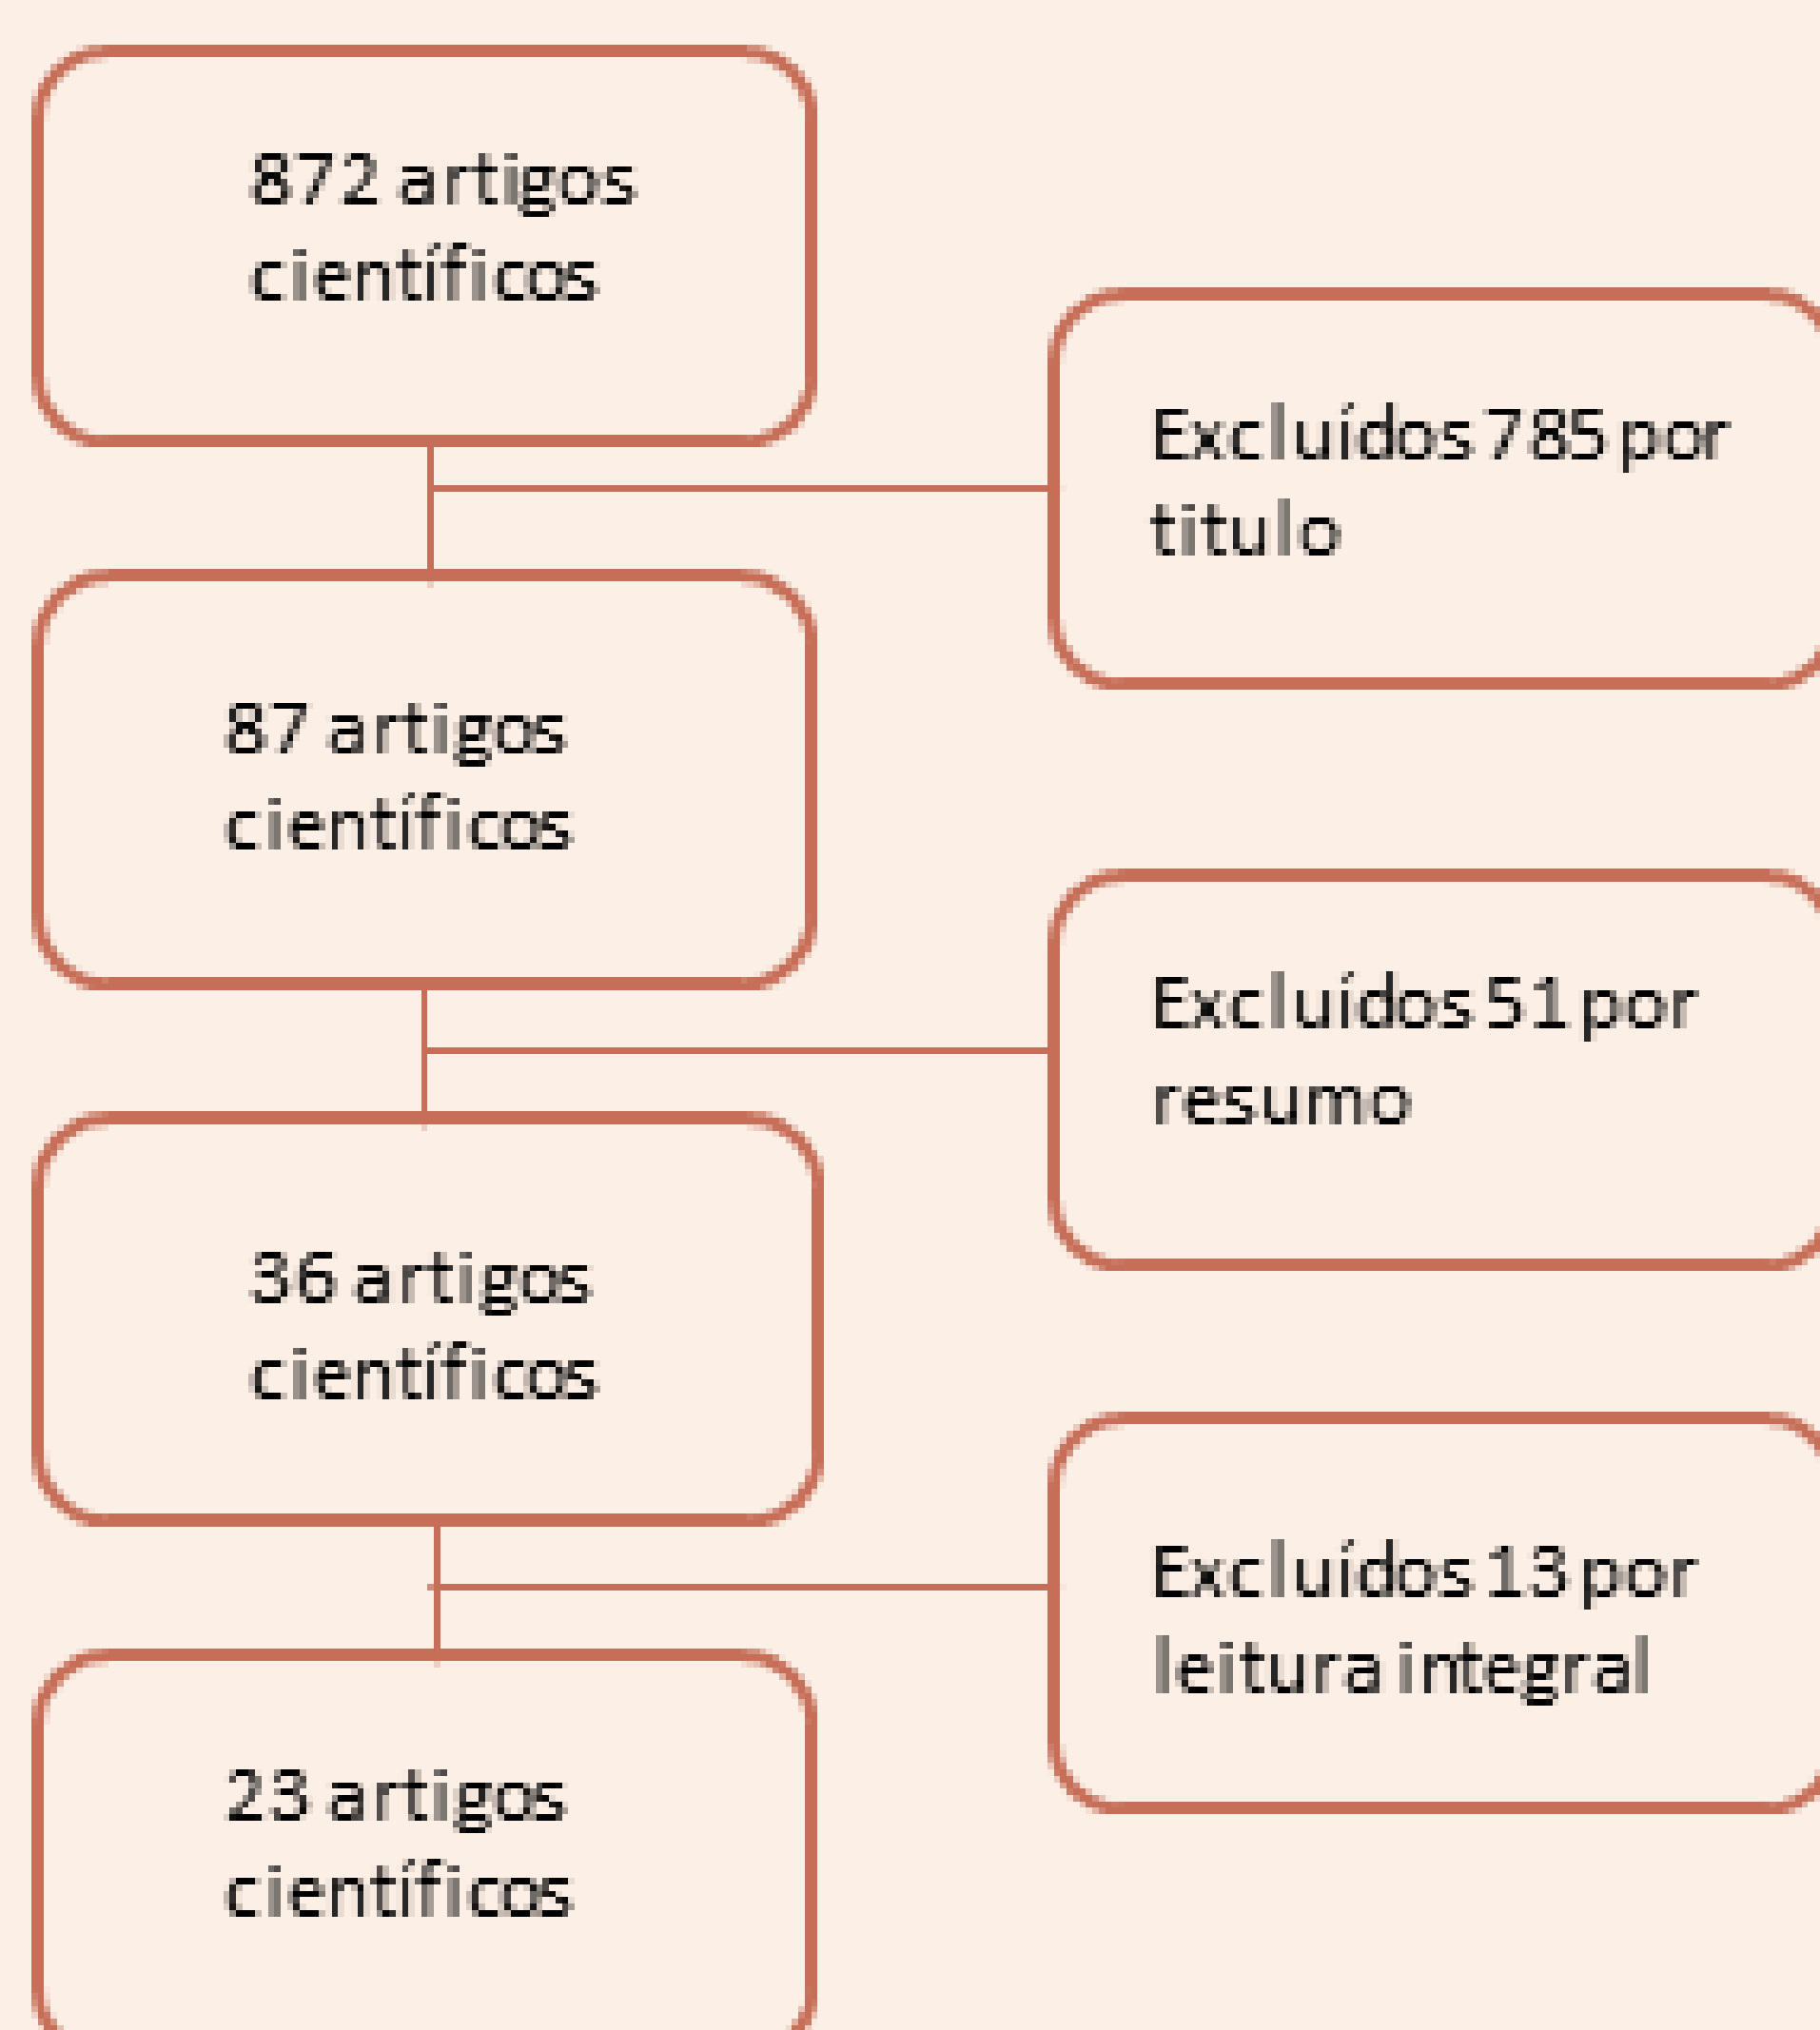 872 artigos
científicos
Excluídos 785 por
titulo
87 artigos
científicos
Excluídos 51 por
resumo
36 artigos
científicos
Excluídos 13 por
leitura integral
23 artigos
científicos